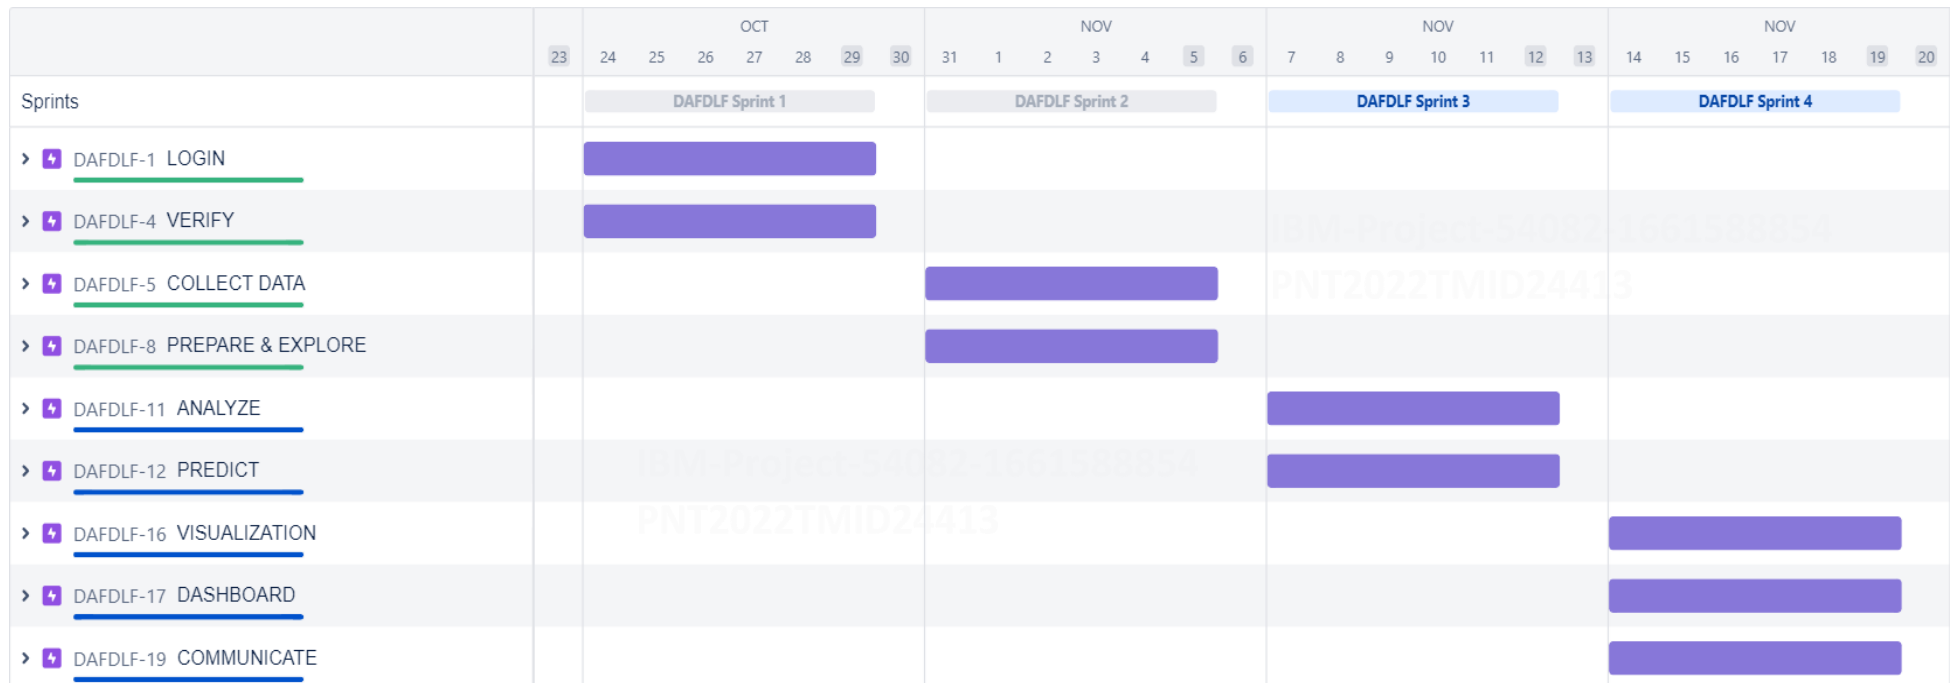 OCT NOV NOV NOV
23 24 25 26 27 28 29 30 31 1 2 3 4 5 6 7 8 9 10 11 12 13 14 15 16 17 18 19 20
Sprints DAFDLF Sprint 1 DAFDLF Sprint 2 DAFDLF Sprint 3 DAFDLF Sprint 4
DAFDLF-1 LOGIN
DAFDLF-4 VERIFY
IBM-Project-54082-1661588854
DAFDLF-5 COLLECT DATA
PNT2022TMID24413
DAFDLF-8 PREPARE & EXPLORE
DAFDLF-11 ANALYZE
DAFDLF-12 PREDICT
IBM-Project-54082-1661588854
PNT2022TMID24413
DAFDLF-16 VISUALIZATION
DAFDLF-17 DASHBOARD
DAFDLF-19 COMMUNICATE